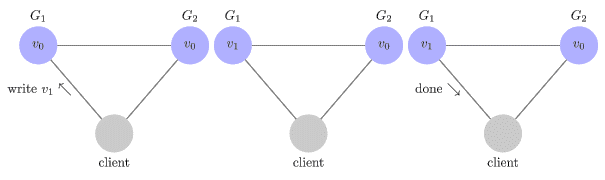 G₁ G₂ G₁ G₂ G₁ G₂
v₀ v₀ v₁ v₀ v₁ v₀
write v₁ ↖ done ↘
client client client